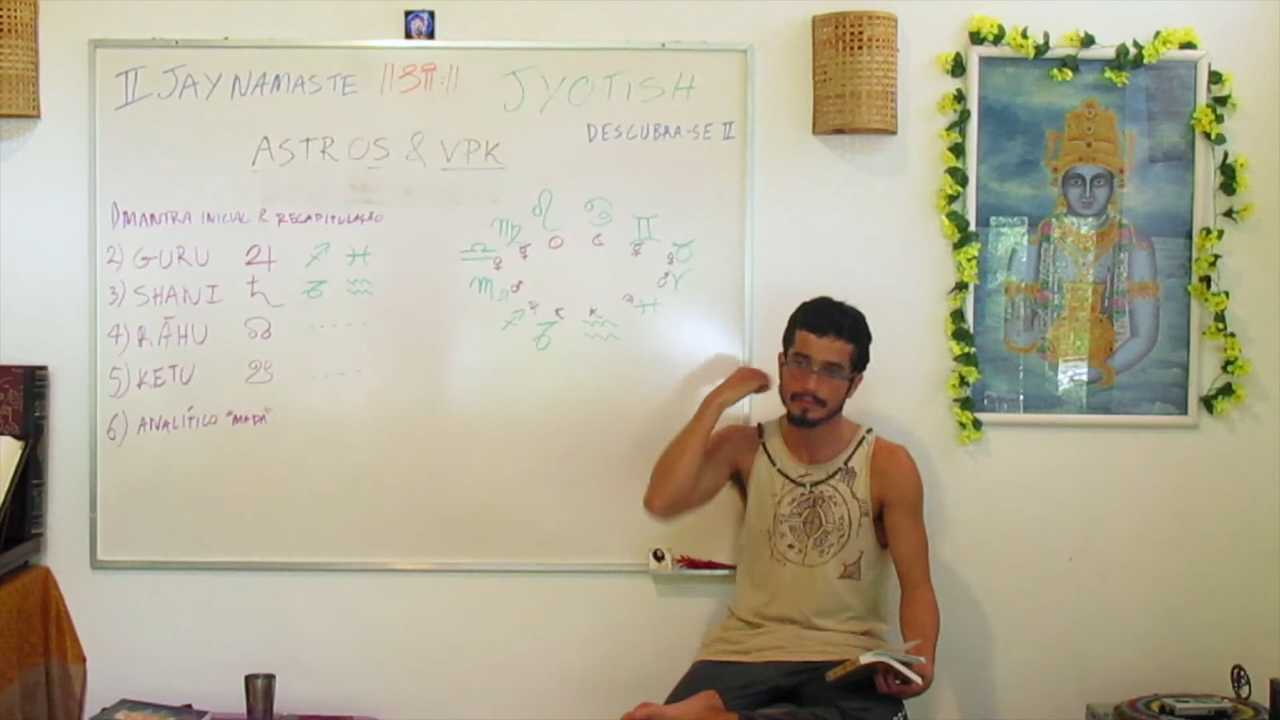 II JAY NAMASTE ||ॐ|| JYOTISH
DESCUBRA-SE II
ASTROS & VPK
1) MANTRA INICIAL & RECAPITULAÇÃO
2) GURU ♃ ♐ ♓
3) SHANI ♄ ♑ ♒
4) RĀHU ☊ -----
5) KETU ☋ ----
6) ANALÍTICO "MAPA"
♎ ♍ ♌ ♋ ♊ ♉
♀ ☿ ☉ ☾ ☿ ♀
♏ ♂ ♂ ♈
♐ ♃ ♑ ♄ ♒ ♄ ♃ ♓